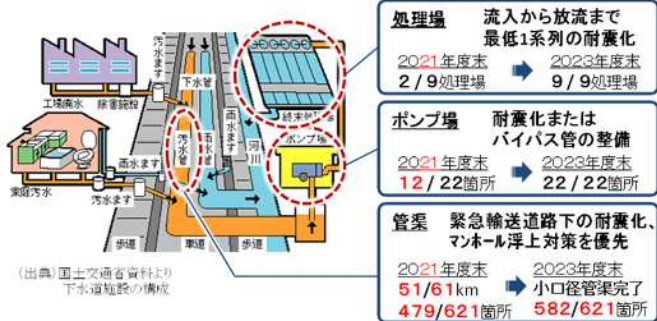 処理場 流入から放流まで
最低1系列の耐震化
2021年度末 2023年度末
2/9処理場 9/9処理場
ポンプ場 耐震化または
バイパス管の整備
2021年度末 2023年度末
12/22箇所 22/22箇所
管渠 緊急輸送道路下の耐震化、
マンホール浮上対策を優先
2021年度末 2023年度末
51/61km 小口径管渠完了
479/621箇所 582/621箇所
汚水ます
下水管
工場廃水
除害施設
汚水管
雨水管
雨水ます
河川
終末処理場
ポンプ場
雨水ます
家庭汚水
汚水ます
歩道
車道
歩道
(出典)国土交通省資料より
下水道施設の構成